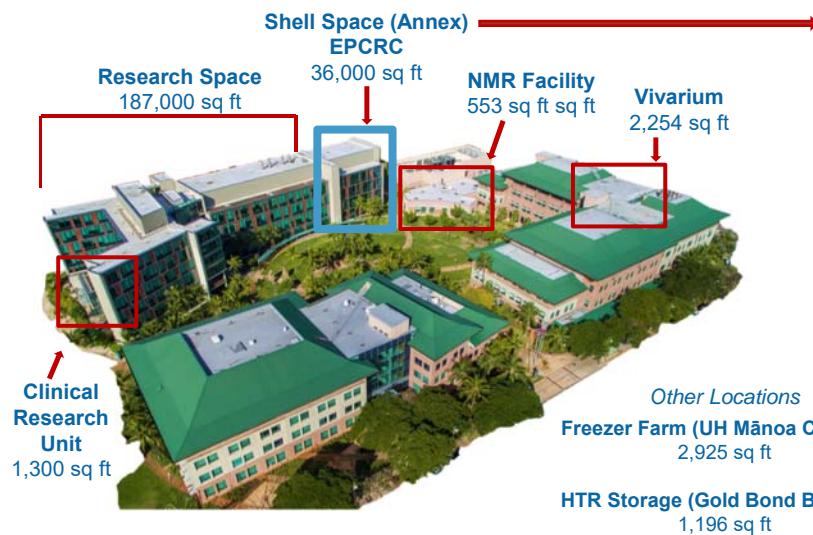 Shell Space (Annex)
EPCRC
36,000 sq ft
Research Space
187,000 sq ft
NMR Facility
553 sq ft sq ft
Vivarium
2,254 sq ft
Clinical
Research
Unit
1,300 sq ft
Other Locations
Freezer Farm (UH Mānoa C
2,925 sq ft
HTR Storage (Gold Bond B
1,196 sq ft